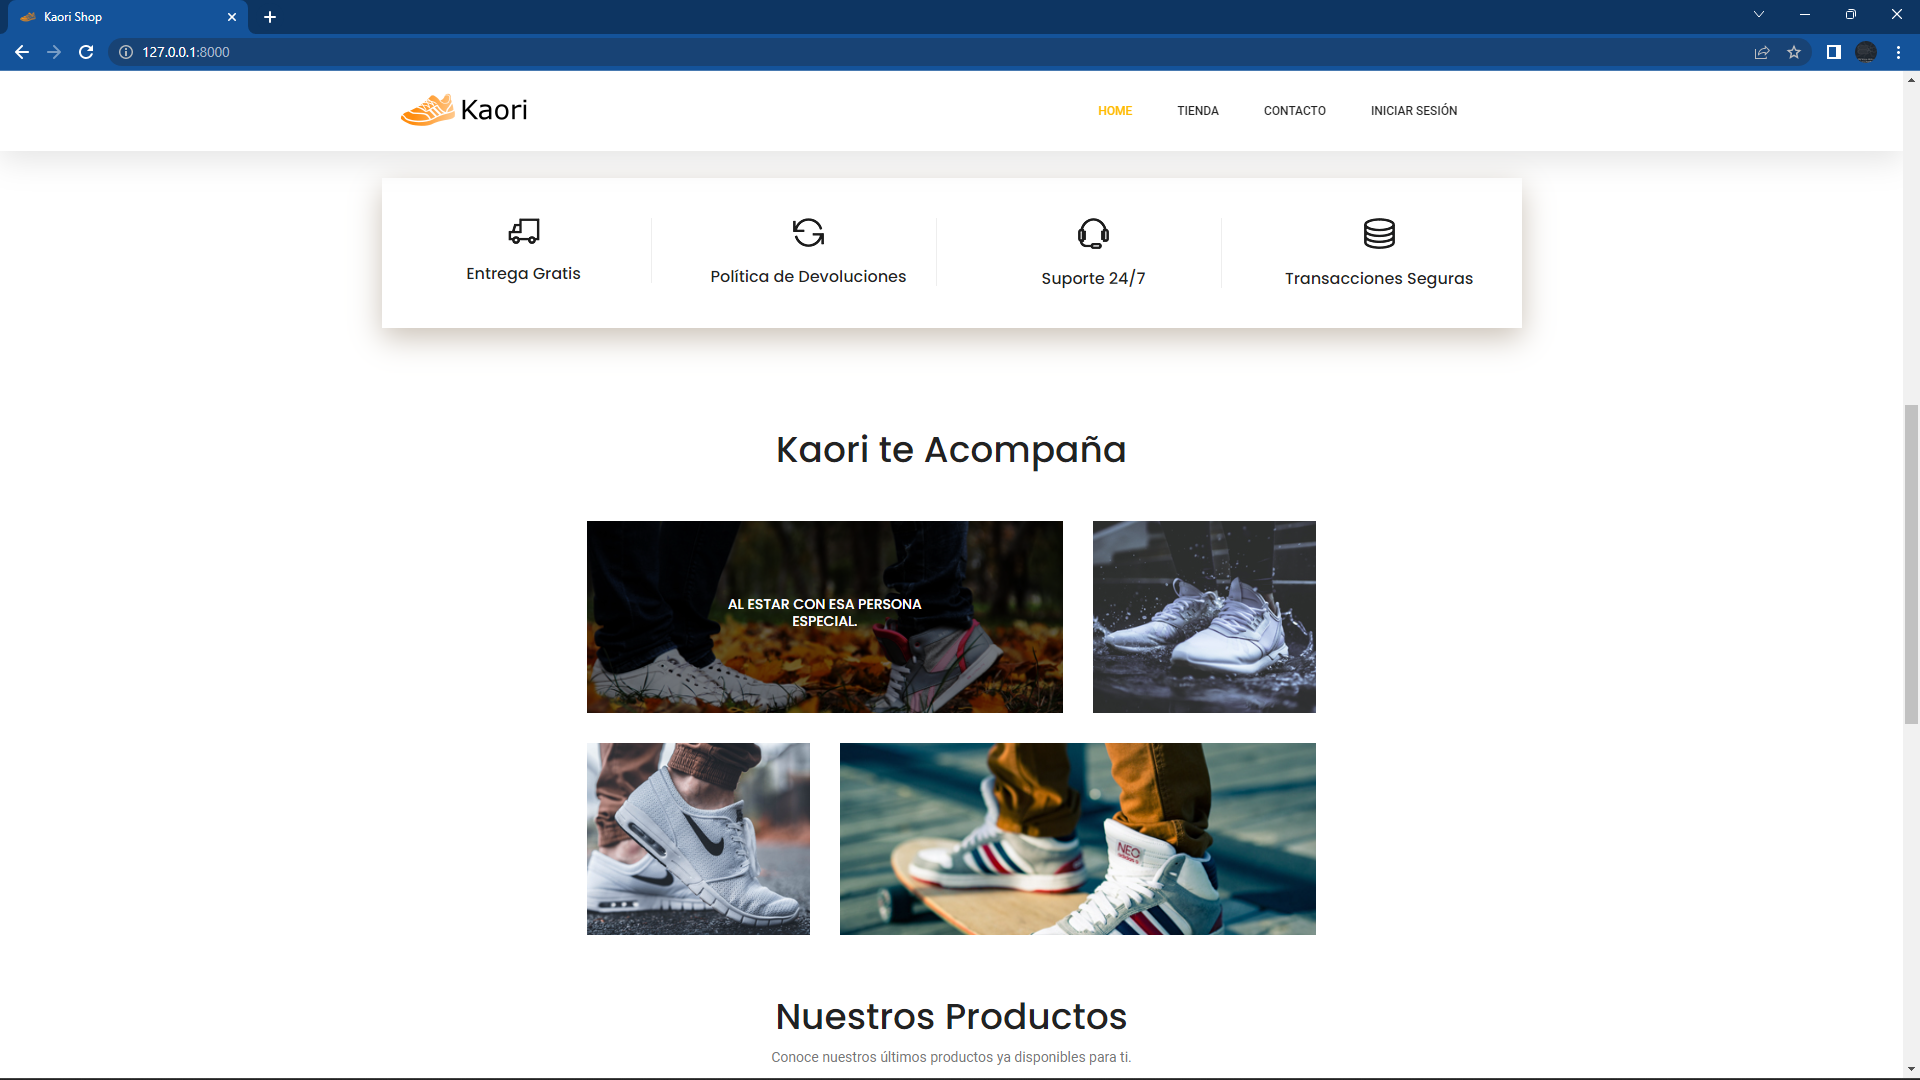 Kaori Shop
127.0.0.1:8000
Kaori
HOME
TIENDA
CONTACTO
INICIAR SESIÓN
Entrega Gratis
Política de Devoluciones
Suporte 24/7
Transacciones Seguras
Kaori te Acompaña
AL ESTAR CON ESA PERSONA
ESPECIAL.
NEO
Nuestros Productos
Conoce nuestros últimos productos ya disponibles para ti.